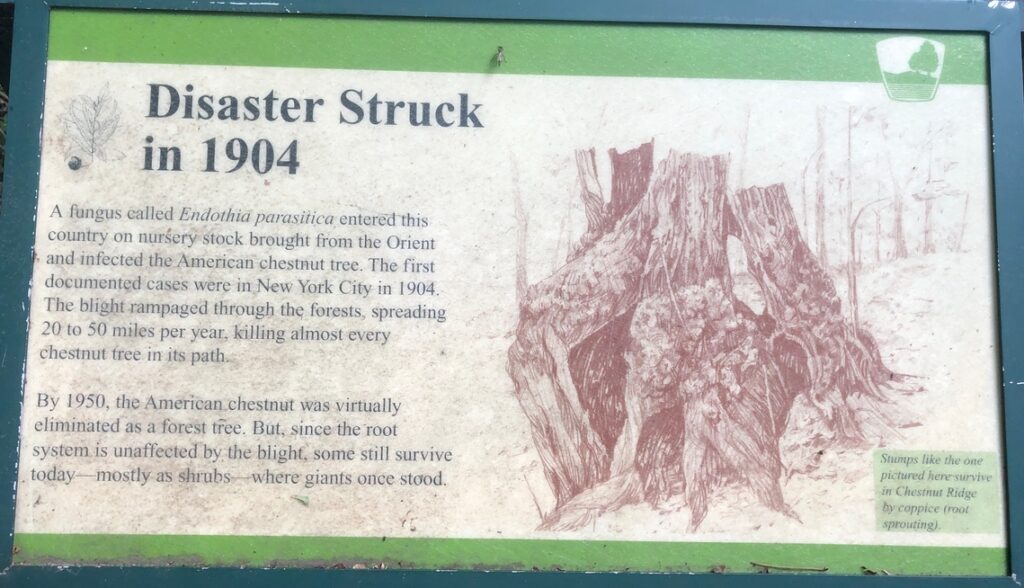 Disaster Struck
in 1904
A fungus called Endothia parasitica entered this
country on nursery stock brought from the Orient
and infected the American chestnut tree. The first
documented cases were in New York City in 1904.
The blight rampaged through the forests, spreading
20 to 50 miles per year, killing almost every
chestnut tree in its path.
By 1950, the American chestnut was virtually
eliminated as a forest tree. But, since the root
system is unaffected by the blight, some still survive
today—mostly as shrubs—where giants once stood.
Stumps like the one
pictured here survive
in Chestnut Ridge
by coppice (root
sprouting).